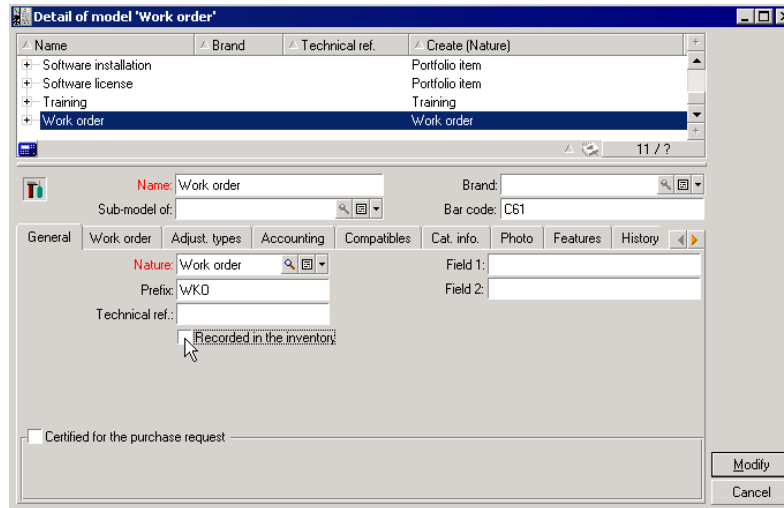 Detail of model 'Work order'
Name Brand Technical ref. Create (Nature)
Software installation Portfolio item
Software license Portfolio item
Training Training
Work order Work order
11 / ?
Name: Work order Brand:
Sub-model of: Bar code: C61
General Work order Adjust. types Accounting Compatibles Cat. info. Photo Features History
Nature: Work order Field 1:
Prefix: WKO Field 2:
Technical ref.:
Recorded in the inventory
Certified for the purchase request
Modify
Cancel